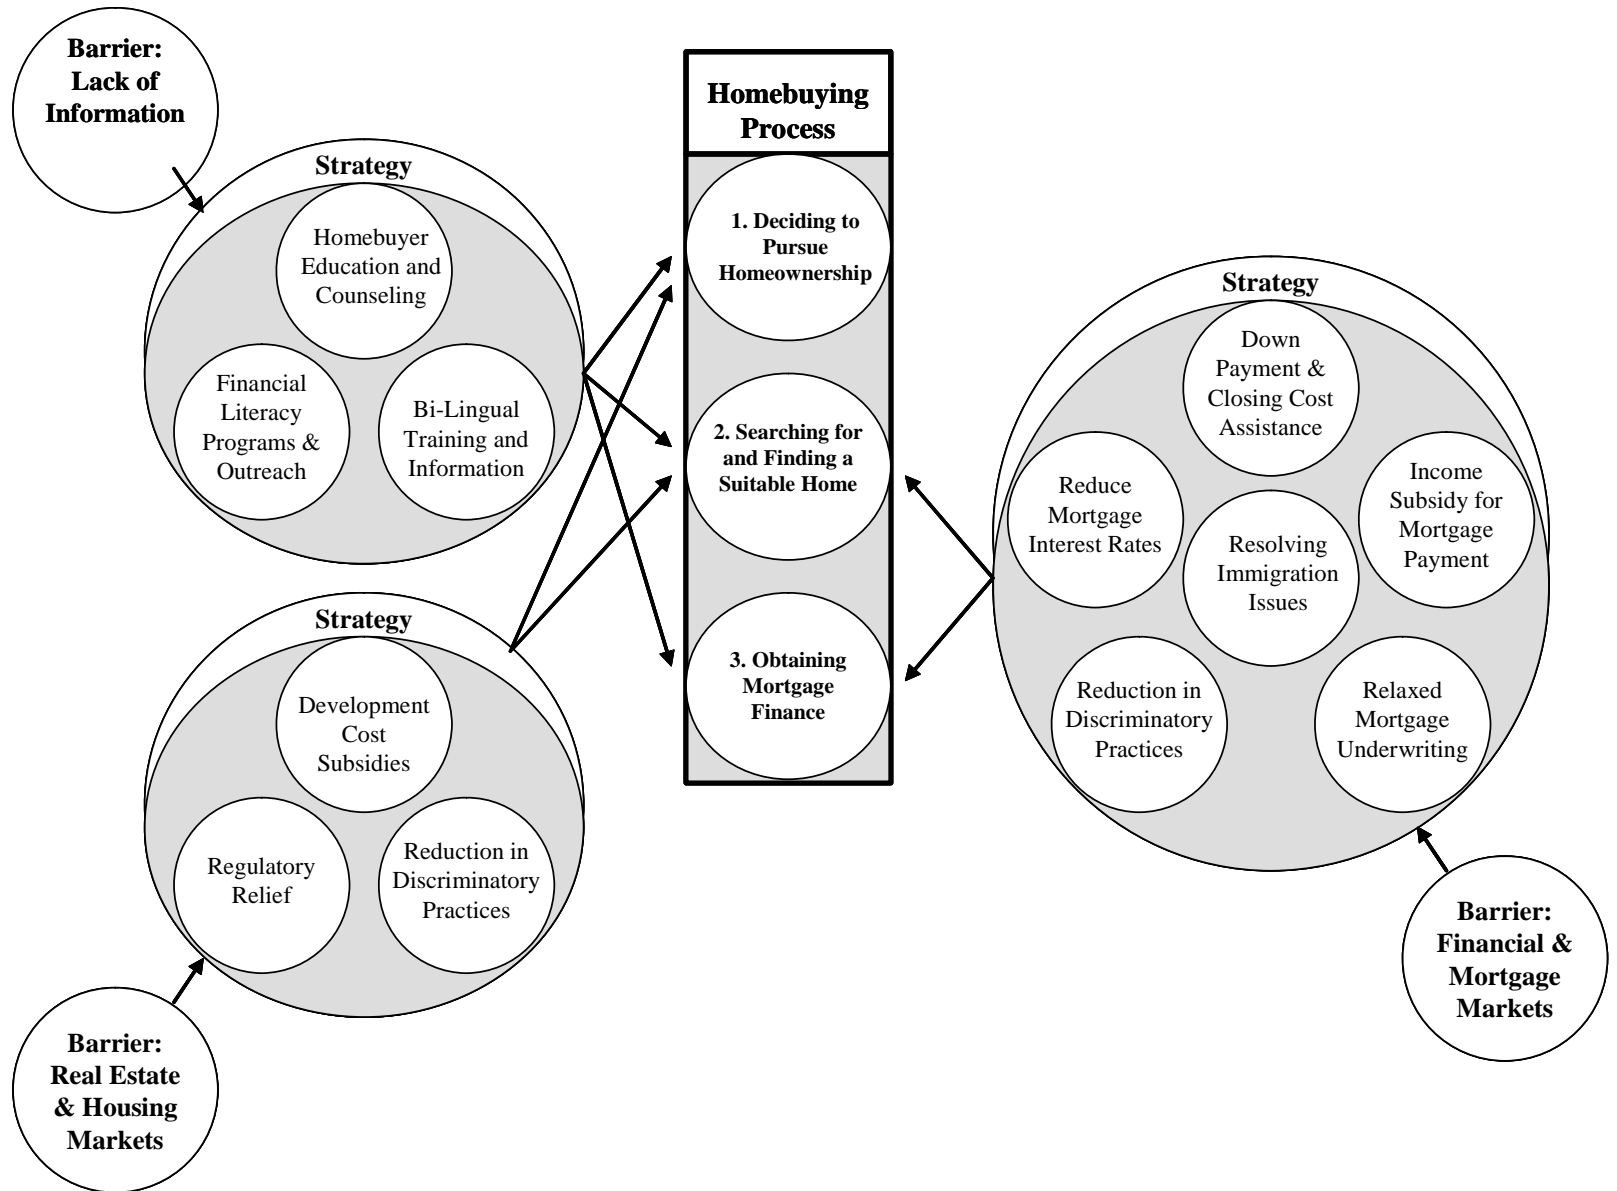 Barrier:
Lack of
Information
Strategy
Homebuyer
Education and
Counseling
Financial
Literacy
Programs &
Outreach
Bi-Lingual
Training and
Information
Strategy
Development
Cost
Subsidies
Regulatory
Relief
Reduction in
Discriminatory
Practices
Barrier:
Real Estate
& Housing
Markets
Homebuying
Process
1. Deciding to
Pursue
Homeownership
2. Searching for
and Finding a
Suitable Home
3. Obtaining
Mortgage
Finance
Strategy
Down
Payment &
Closing Cost
Assistance
Reduce
Mortgage
Interest Rates
Resolving
Immigration
Issues
Income
Subsidy for
Mortgage
Payment
Reduction in
Discriminatory
Practices
Relaxed
Mortgage
Underwriting
Barrier:
Financial &
Mortgage
Markets